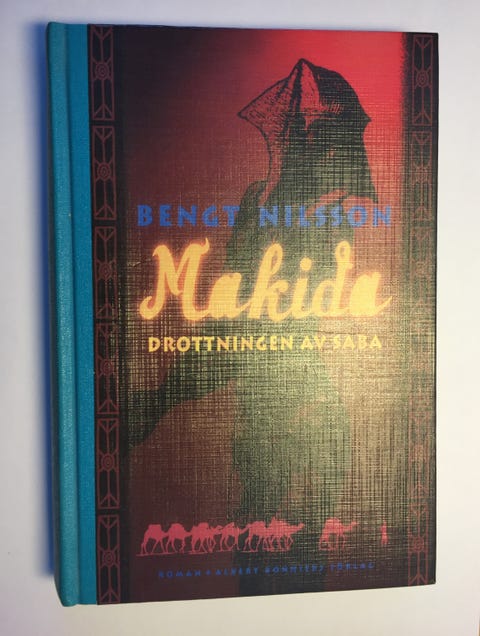 BENGT NILSSON
Makida
DROTTNINGEN AV SABA
ROMAN • ALBERT BONNIERS FÖRLAG